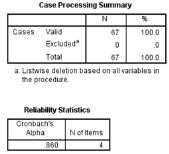 Case Processing Summary
N %
Cases Valid 67 100.0
Excludedª 0 .0
Total 67 100.0
a. Listwise deletion based on all variables in
the procedure.
Reliability Statistics
Cronbach's
Alpha N of Items
.860 4